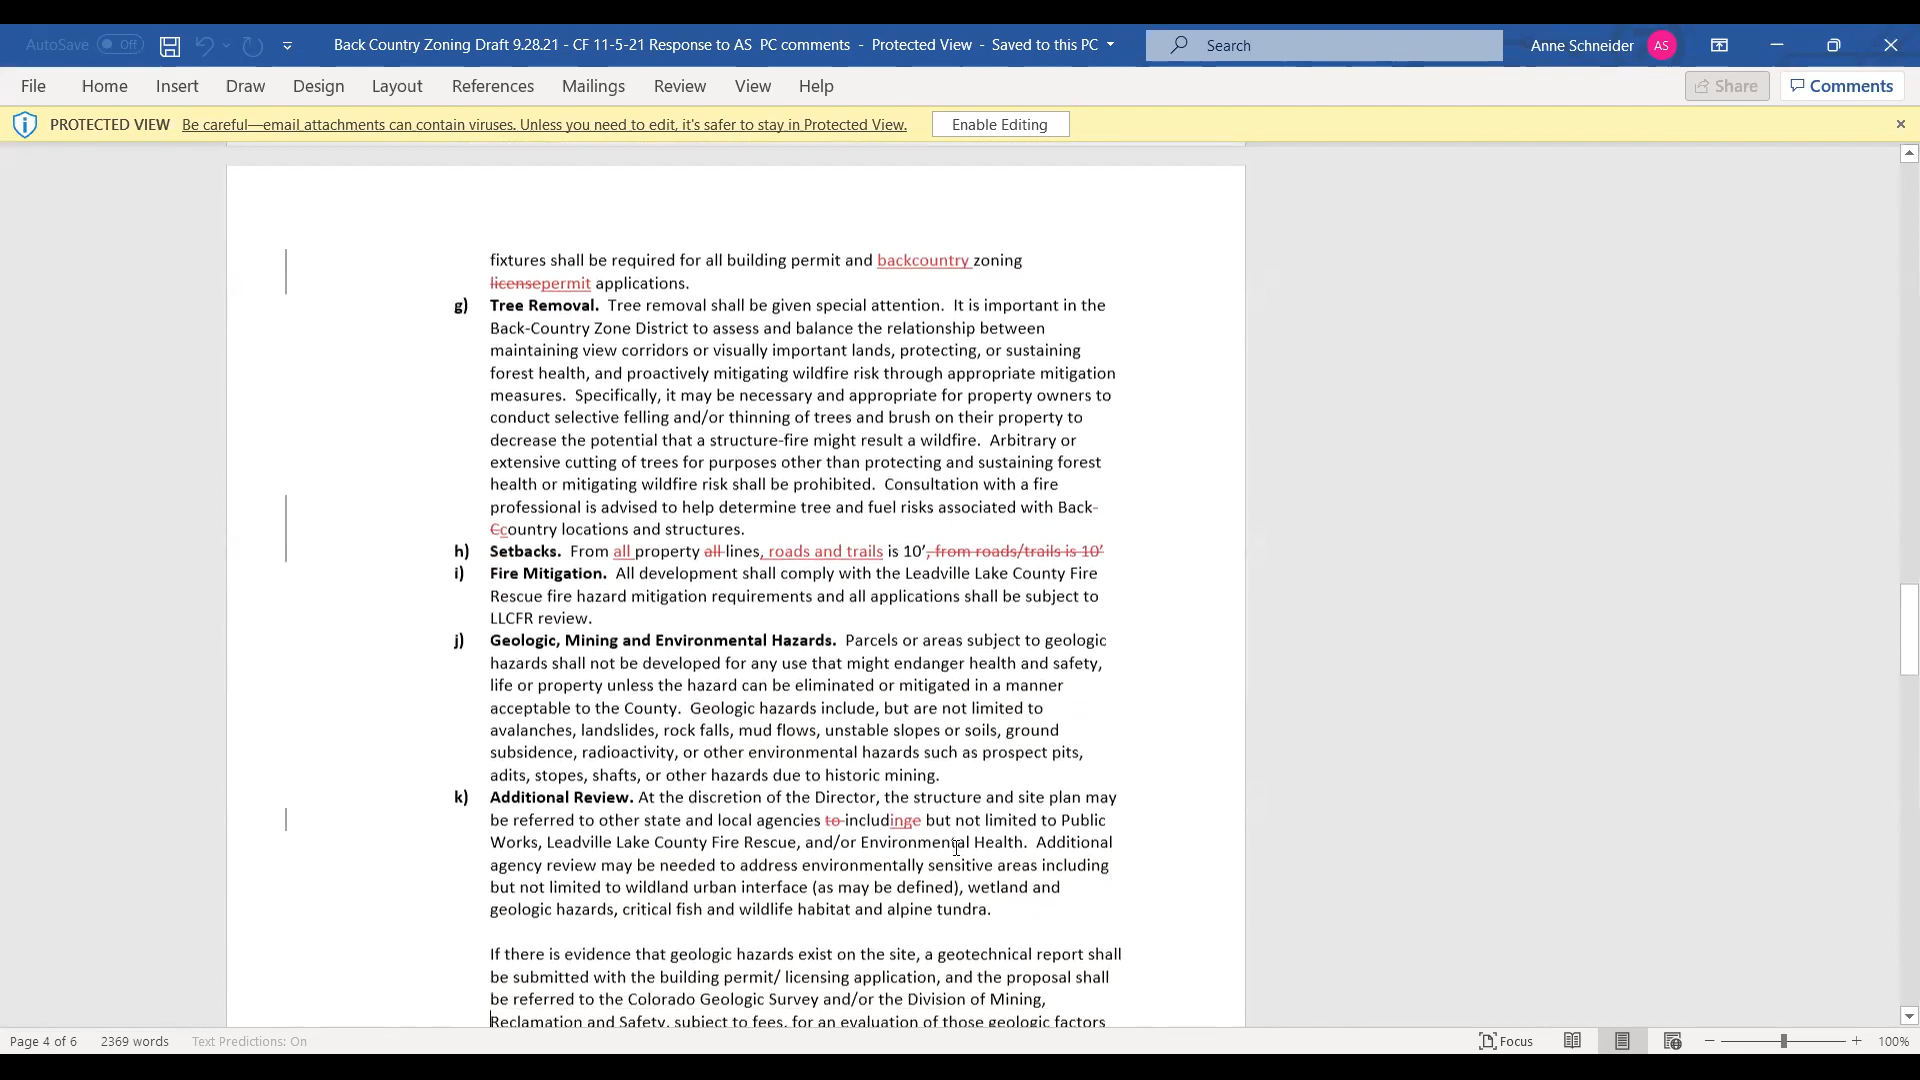 AutoSave Off Back Country Zoning Draft 9.28.21 - CF 11-5-21 Response to AS PC comments - Protected View - Saved to this PC Search Anne Schneider AS
File Home Insert Draw Design Layout References Mailings Review View Help Share Comments
PROTECTED VIEW Be careful—email attachments can contain viruses. Unless you need to edit, it's safer to stay in Protected View. Enable Editing
fixtures shall be required for all building permit and backcountry zoning
licensepermit applications.
g) Tree Removal. Tree removal shall be given special attention. It is important in the
Back-Country Zone District to assess and balance the relationship between
maintaining view corridors or visually important lands, protecting, or sustaining
forest health, and proactively mitigating wildfire risk through appropriate mitigation
measures. Specifically, it may be necessary and appropriate for property owners to
conduct selective felling and/or thinning of trees and brush on their property to
decrease the potential that a structure-fire might result a wildfire. Arbitrary or
extensive cutting of trees for purposes other than protecting and sustaining forest
health or mitigating wildfire risk shall be prohibited. Consultation with a fire
professional is advised to help determine tree and fuel risks associated with Back-
Ccountry locations and structures.
h) Setbacks. From all property all lines, roads and trails is 10’, from roads/trails is 10’
i) Fire Mitigation. All development shall comply with the Leadville Lake County Fire
Rescue fire hazard mitigation requirements and all applications shall be subject to
LLCFR review.
j) Geologic, Mining and Environmental Hazards. Parcels or areas subject to geologic
hazards shall not be developed for any use that might endanger health and safety,
life or property unless the hazard can be eliminated or mitigated in a manner
acceptable to the County. Geologic hazards include, but are not limited to
avalanches, landslides, rock falls, mud flows, unstable slopes or soils, ground
subsidence, radioactivity, or other environmental hazards such as prospect pits,
adits, stopes, shafts, or other hazards due to historic mining.
k) Additional Review. At the discretion of the Director, the structure and site plan may
be referred to other state and local agencies to includinge but not limited to Public
Works, Leadville Lake County Fire Rescue, and/or Environmental Health. Additional
agency review may be needed to address environmentally sensitive areas including
but not limited to wildland urban interface (as may be defined), wetland and
geologic hazards, critical fish and wildlife habitat and alpine tundra.
If there is evidence that geologic hazards exist on the site, a geotechnical report shall
be submitted with the building permit/ licensing application, and the proposal shall
be referred to the Colorado Geologic Survey and/or the Division of Mining,
Reclamation and Safety, subject to fees, for an evaluation of those geologic factors
Page 4 of 6 2369 words Text Predictions: On Focus 100%